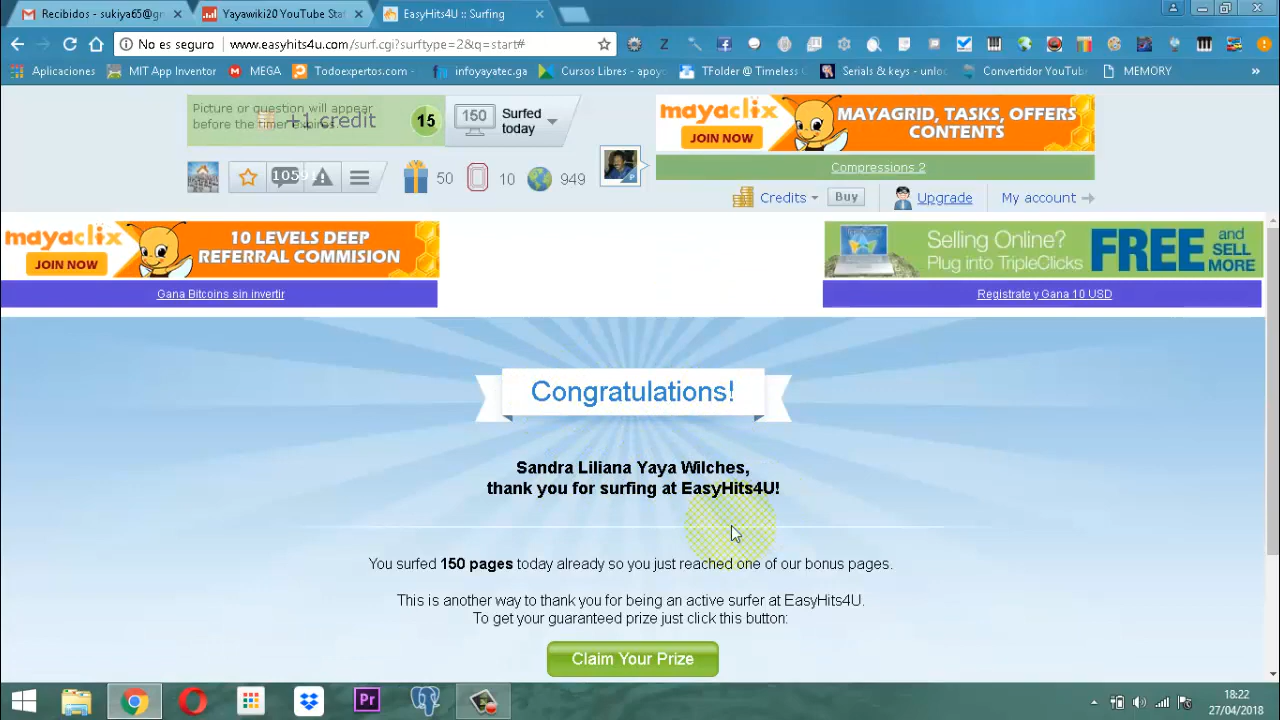 Recibidos - sukiya65@gr
Yayawiki20 YouTube Stat
EasyHits4U :: Surfing
No es seguro
www.easyhits4u.com/surf.cgi?surftype=2&q=start#
Aplicaciones
MIT App Inventor
MEGA
Todoexpertos.com -
infoyayatec.ga
Cursos Libres - apoyo
TFolder @ Timeless C
Serials & keys - unloc
Convertidor YouTube
MEMORY
»
Picture or question will appear
before the timer expires.
+1 credit
15
150
Surfed
today
mayaclix
JOIN NOW
MAYAGRID, TASKS, OFFERS
CONTENTS
Compressions 2
50
10
949
Credits
Buy
Upgrade
My account
mayaclix
JOIN NOW
10 LEVELS DEEP
REFERRAL COMMISION
Gana Bitcoins sin invertir
Selling Online?
Plug into TripleClicks
FREE
and
SELL
MORE
Registrate y Gana 10 USD
Congratulations!
Sandra Liliana Yaya Wilches,
thank you for surfing at EasyHits4U!
You surfed 150 pages today already so you just reached one of our bonus pages.
This is another way to thank you for being an active surfer at EasyHits4U.
To get your guaranteed prize just click this button:
Claim Your Prize
Pr
18:22
27/04/2018